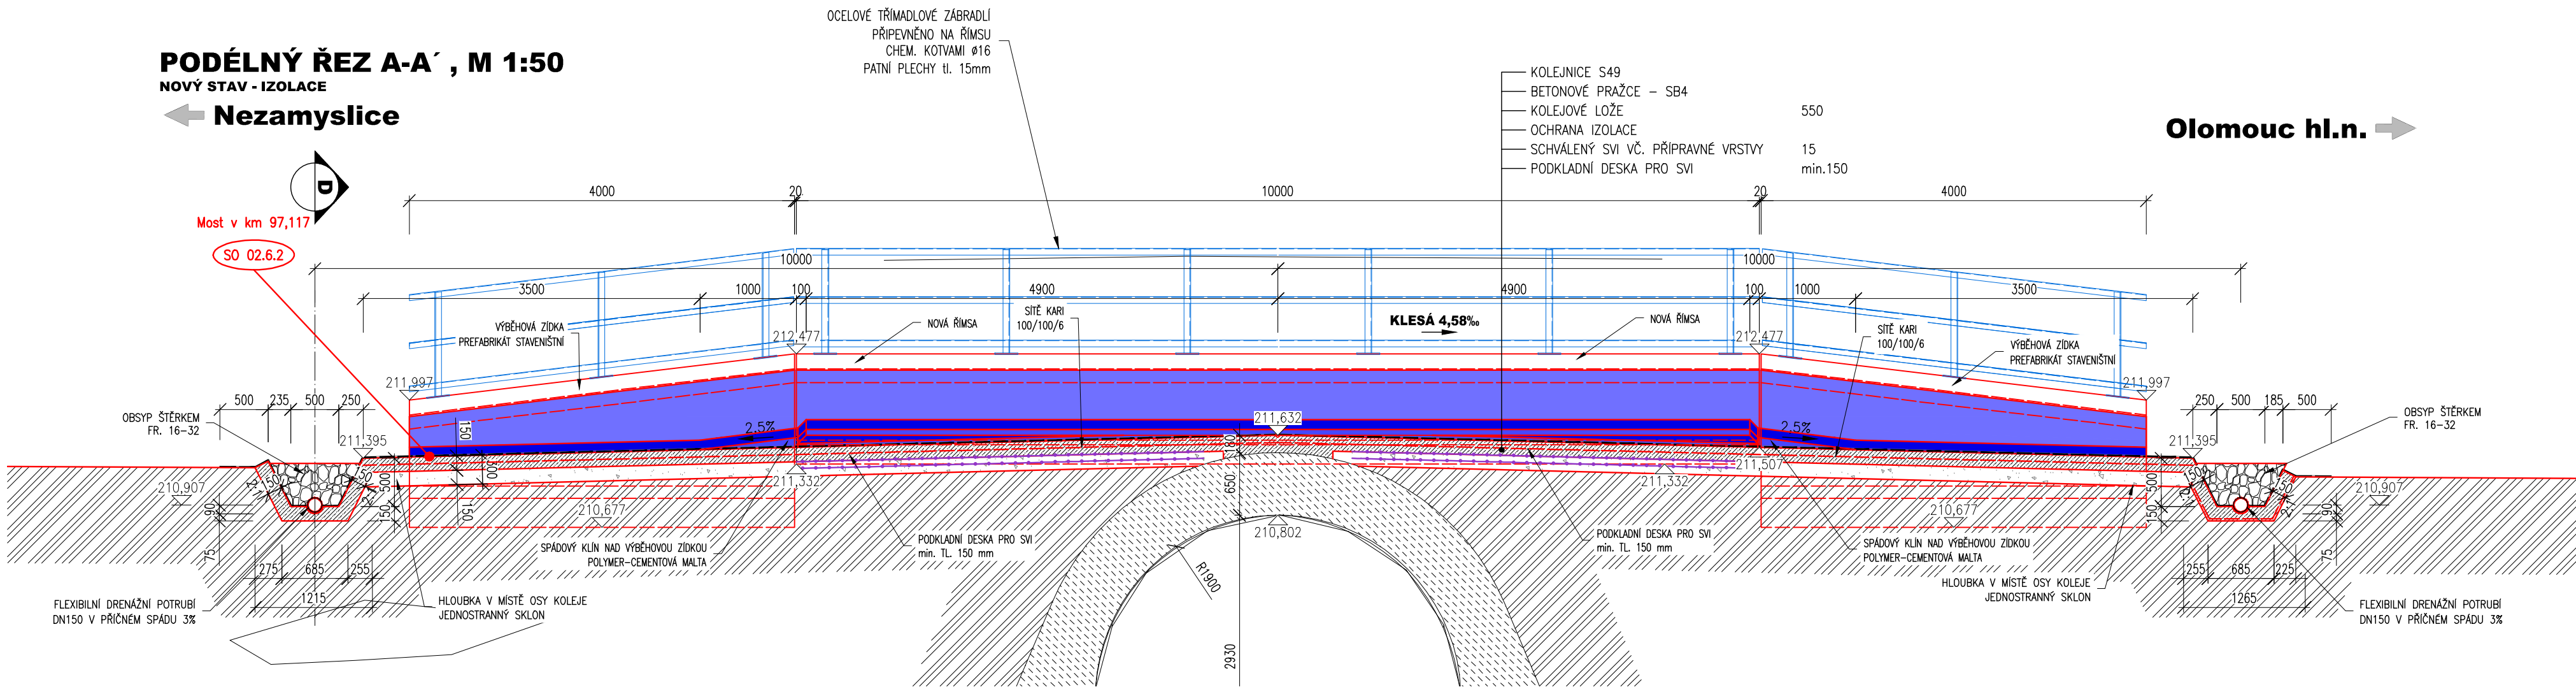 OCELOVÉ TŘÍMADLOVÉ ZÁBRADLÍ
PŘIPEVNĚNO NA ŘÍMSU
CHEM. KOTVAMI ø16
PATNÍ PLECHY tl. 15mm
PODÉLNÝ ŘEZ A-A´ , M 1:50
NOVÝ STAV - IZOLACE
Nezamyslice
Olomouc hl.n.
KOLEJNICE S49
BETONOVÉ PRAŽCE – SB4
KOLEJOVÉ LOŽE 550
OCHRANA IZOLACE
SCHVÁLENÝ SVI VČ. PŘÍPRAVNÉ VRSTVY 15
PODKLADNÍ DESKA PRO SVI min.150
D
Most v km 97,117
SO 02.6.2
4000 20 10000 20 4000
10000 10000
3500 1000 100 4900 4900 100 1000 3500
VÝBĚHOVÁ ZÍDKA
PREFABRIKÁT STAVENIŠTNÍ
NOVÁ ŘÍMSA
SÍTĚ KARI
100/100/6
KLESÁ 4,58‰
NOVÁ ŘÍMSA
SÍTĚ KARI
100/100/6
VÝBĚHOVÁ ZÍDKA
PREFABRIKÁT STAVENIŠTNÍ
212,477 212,477
211,997 211,997
500 235 500 250
250 500 185 500
OBSYP ŠTĚRKEM
FR. 16–32
OBSYP ŠTĚRKEM
FR. 16–32
211,395 150 2,5% 211,632 2,5% 211,395
180
650
211,332 211,332 211,507
210,907 210,907
210,677 210,677
210,802
500
150
150
90
75
500
150
90
75
SPÁDOVÝ KLÍN NAD VÝBĚHOVOU ZÍDKOU
POLYMER–CEMENTOVÁ MALTA
PODKLADNÍ DESKA PRO SVI
min. TL. 150 mm
PODKLADNÍ DESKA PRO SVI
min. TL. 150 mm
SPÁDOVÝ KLÍN NAD VÝBĚHOVOU ZÍDKOU
POLYMER–CEMENTOVÁ MALTA
275 685 255
1215
255 685 225
1265
R1900
2930
FLEXIBILNÍ DRENÁŽNÍ POTRUBÍ
DN150 V PŘÍČNÉM SPÁDU 3%
HLOUBKA V MÍSTĚ OSY KOLEJE
JEDNOSTRANNÝ SKLON
HLOUBKA V MÍSTĚ OSY KOLEJE
JEDNOSTRANNÝ SKLON
FLEXIBILNÍ DRENÁŽNÍ POTRUBÍ
DN150 V PŘÍČNÉM SPÁDU 3%